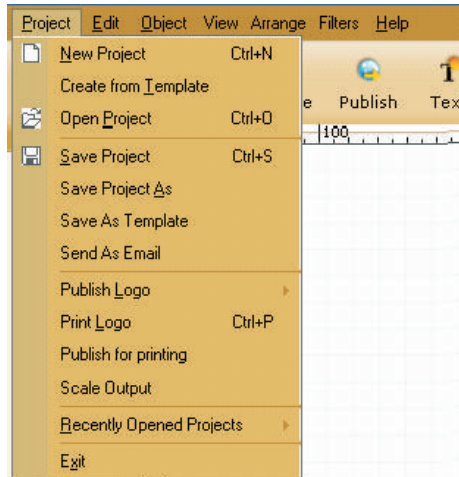 Project Edit Object View Arrange Filters Help
New Project Ctrl+N
Create from Template
Open Project Ctrl+O
Publish
100
Save Project Ctrl+S
Save Project As
Save As Template
Send As Email
Publish Logo
Print Logo Ctrl+P
Publish for printing
Scale Output
Recently Opened Projects
Exit